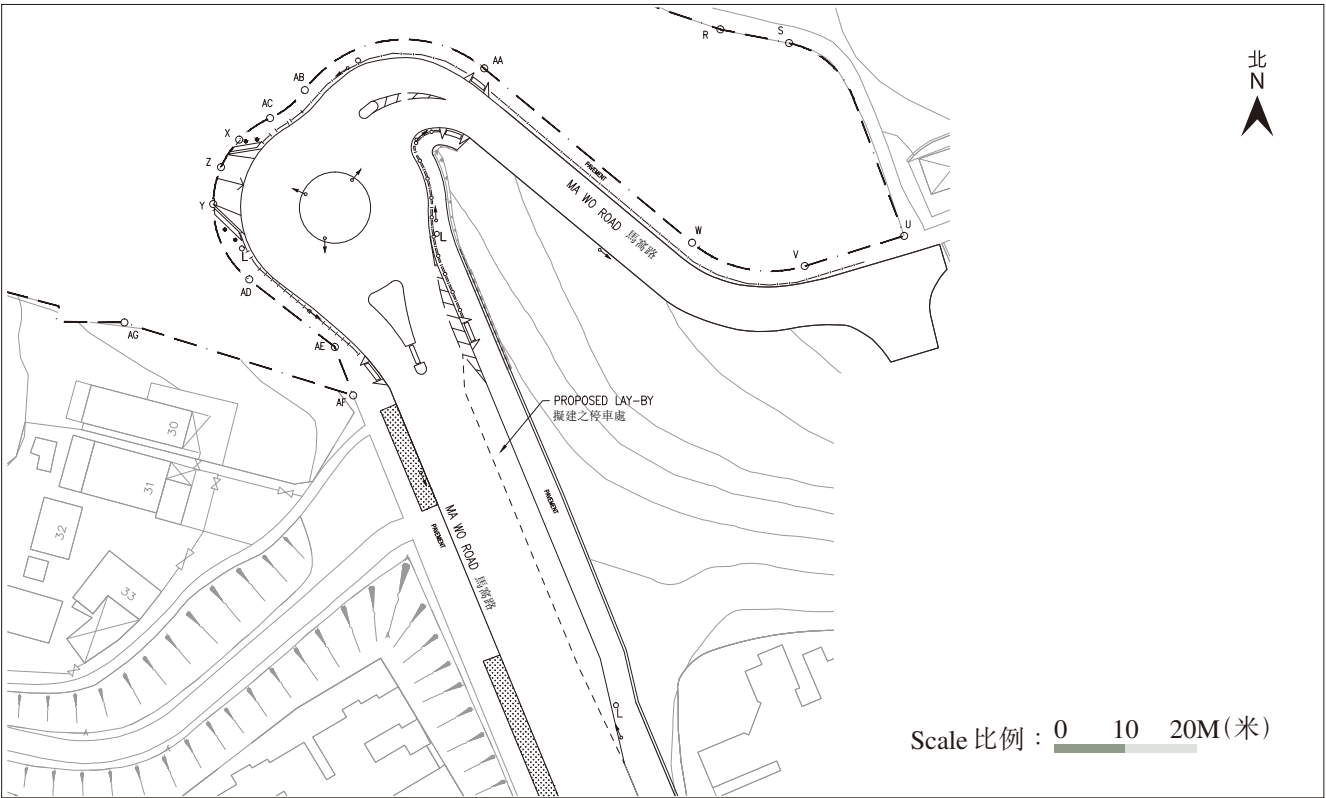 R
S
北
N
AA
AB
AC
X
Z
Y
PAVEMENT
MA WO ROAD 馬窩路
W
V
U
AD
AE
AF
AG
PROPOSED LAY-BY
擬建之停車處
30
31
32
33
PAVEMENT
PAVEMENT
MA WO ROAD 馬窩路
Scale 比例 : 0 10 20M(米)